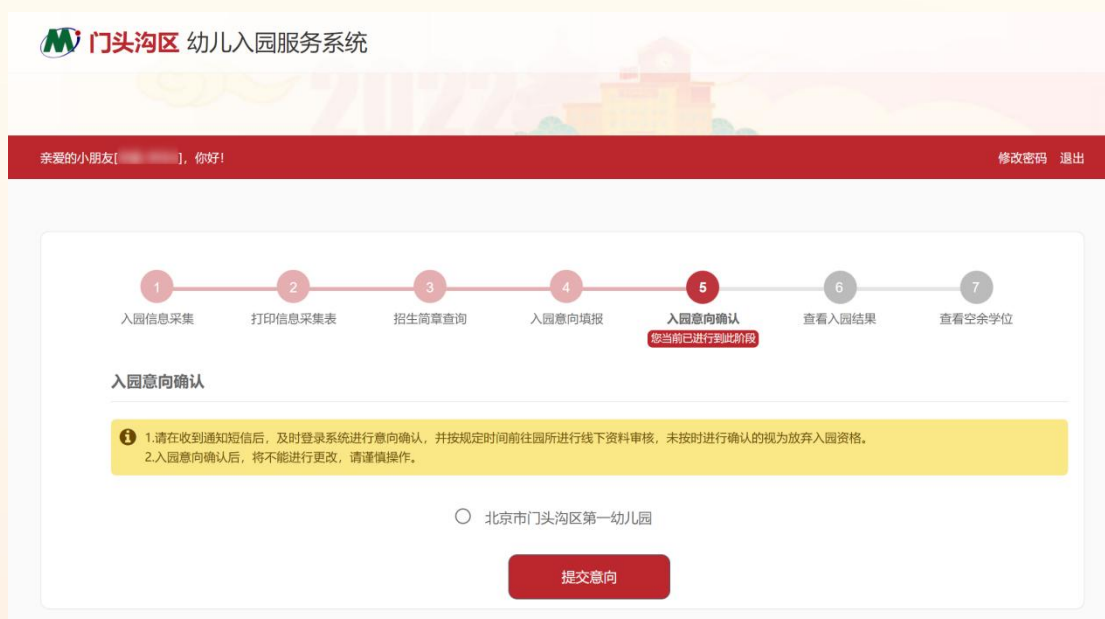 门头沟区 幼儿入园服务系统
2022
亲爱的小朋友[ ]，你好！ 修改密码 退出
1 2 3 4 5 6 7
入园信息采集 打印信息采集表 招生简章查询 入园意向填报 入园意向确认 查看入园结果 查看空余学位
您当前已进行到此阶段
入园意向确认
1.请在收到通知短信后，及时登录系统进行意向确认，并按规定时间前往园所进行线下资料审核，未按时进行确认的视为放弃入园资格。
2.入园意向确认后，将不能进行更改，请谨慎操作。
北京市门头沟区第一幼儿园
提交意向